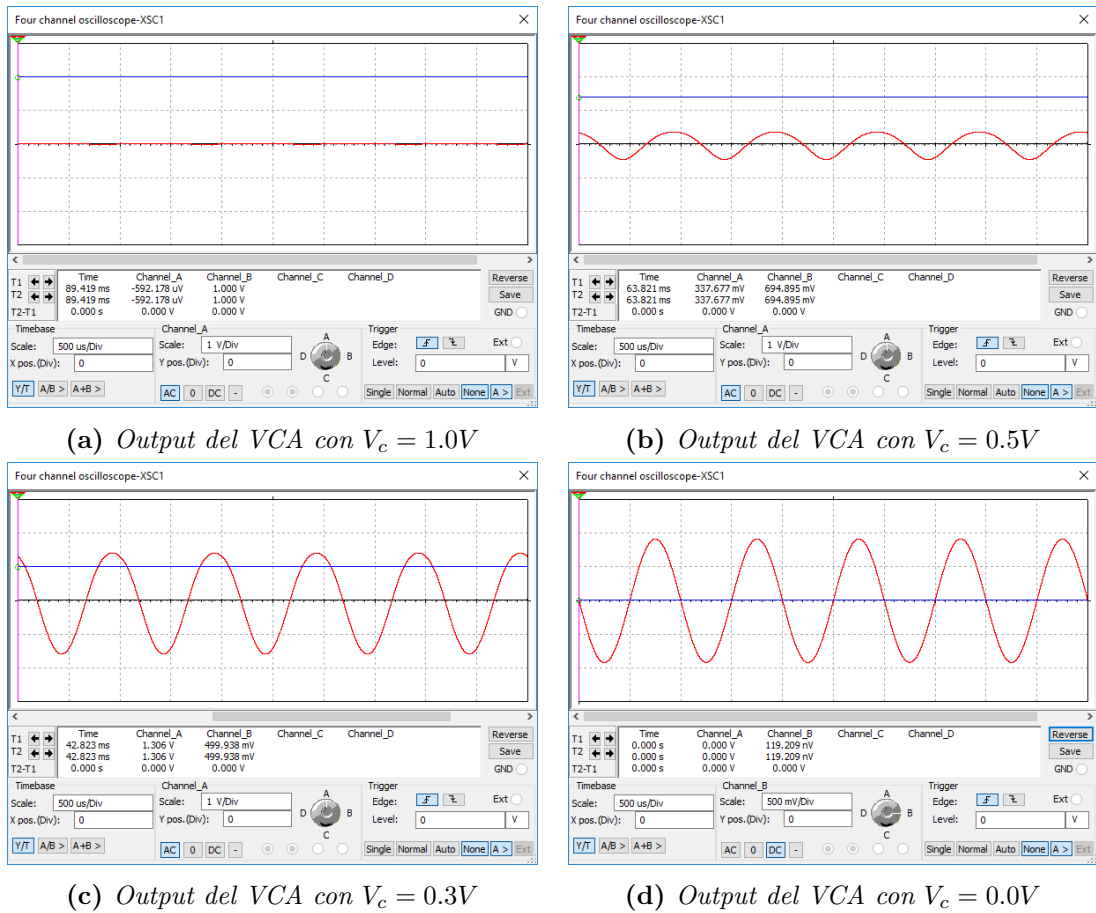 Four channel oscilloscope-XSC1
Time Channel_A Channel_B Channel_C Channel_D
T1 89.419 ms -592.178 uV 1.000 V
T2 89.419 ms -592.178 uV 1.000 V
T2-T1 0.000 s 0.000 V 0.000 V
Reverse
Save
GND
Timebase
Scale: 500 us/Div
X pos.(Div): 0
Y/T A/B > A+B >
Channel_A
Scale: 1 V/Div
Y pos.(Div): 0
AC 0 DC -
A
D B
C
Trigger
Edge: Ext
Level: 0 V
Single Normal Auto None A > Ext
(a) Output del VCA con Vc = 1.0V
Four channel oscilloscope-XSC1
Time Channel_A Channel_B Channel_C Channel_D
T1 63.821 ms 337.677 mV 694.895 mV
T2 63.821 ms 337.677 mV 694.895 mV
T2-T1 0.000 s 0.000 V 0.000 V
Reverse
Save
GND
Timebase
Scale: 500 us/Div
X pos.(Div): 0
Y/T A/B > A+B >
Channel_A
Scale: 1 V/Div
Y pos.(Div): 0
AC 0 DC -
A
D B
C
Trigger
Edge: Ext
Level: 0 V
Single Normal Auto None A > Ext
(b) Output del VCA con Vc = 0.5V
Four channel oscilloscope-XSC1
Time Channel_A Channel_B Channel_C Channel_D
T1 42.823 ms 1.306 V 499.938 mV
T2 42.823 ms 1.306 V 499.938 mV
T2-T1 0.000 s 0.000 V 0.000 V
Reverse
Save
GND
Timebase
Scale: 500 us/Div
X pos.(Div): 0
Y/T A/B > A+B >
Channel_A
Scale: 1 V/Div
Y pos.(Div): 0
AC 0 DC -
A
D B
C
Trigger
Edge: Ext
Level: 0 V
Single Normal Auto None A > Ext
(c) Output del VCA con Vc = 0.3V
Four channel oscilloscope-XSC1
Time Channel_A Channel_B Channel_C Channel_D
T1 0.000 s 0.000 V 119.209 nV
T2 0.000 s 0.000 V 119.209 nV
T2-T1 0.000 s 0.000 V 0.000 V
Reverse
Save
GND
Timebase
Scale: 500 us/Div
X pos.(Div): 0
Y/T A/B > A+B >
Channel_B
Scale: 500 mV/Div
Y pos.(Div): 0
AC 0 DC -
A
D B
C
Trigger
Edge: Ext
Level: 0 V
Single Normal Auto None A > Ext
(d) Output del VCA con Vc = 0.0V